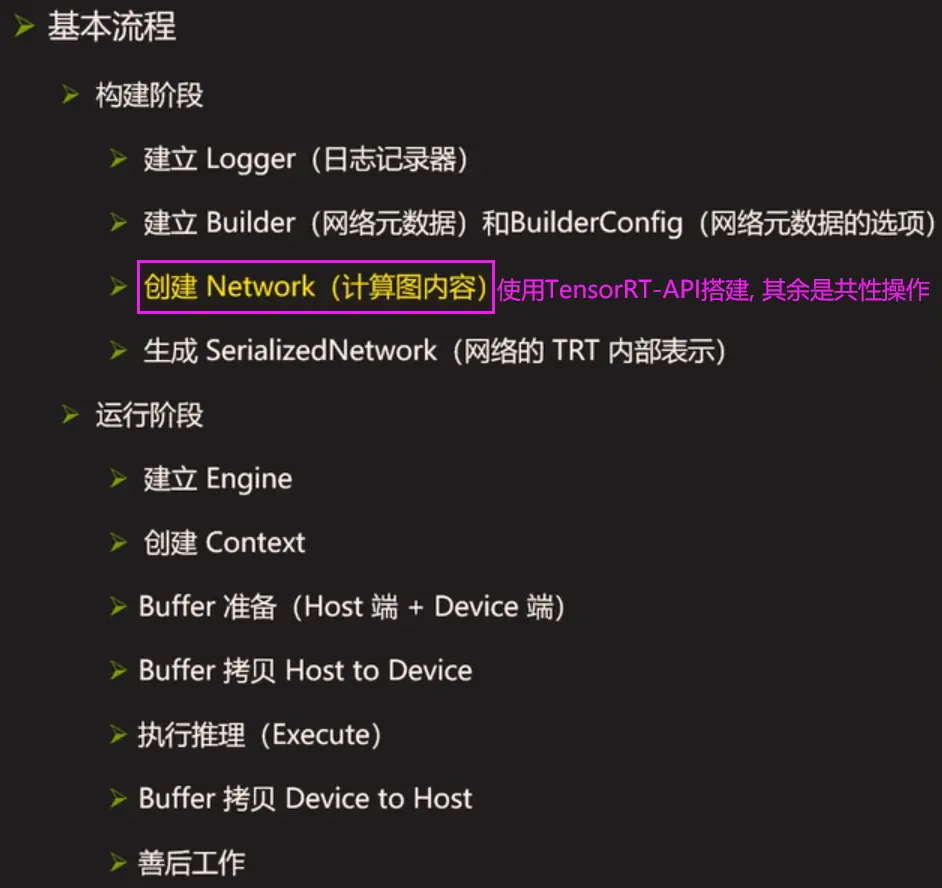 基本流程
构建阶段
建立 Logger（日志记录器）
建立 Builder（网络元数据）和BuilderConfig（网络元数据的选项）
创建 Network（计算图内容） 使用TensorRT-API搭建, 其余是共性操作
生成 SerializedNetwork（网络的 TRT 内部表示）
运行阶段
建立 Engine
创建 Context
Buffer 准备（Host 端 + Device 端）
Buffer 拷贝 Host to Device
执行推理（Execute）
Buffer 拷贝 Device to Host
善后工作